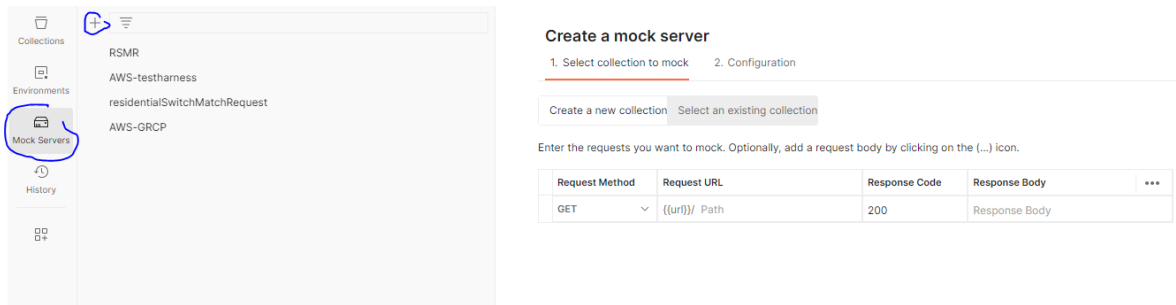 Collections
Environments
Mock Servers
History
RSMR
AWS-testharness
residentialSwitchMatchRequest
AWS-GRCP
Create a mock server
1. Select collection to mock 2. Configuration
Create a new collection Select an existing collection
Enter the requests you want to mock. Optionally, add a request body by clicking on the (...) icon.
Request Method Request URL Response Code Response Body
GET {{url}}/ Path 200 Response Body